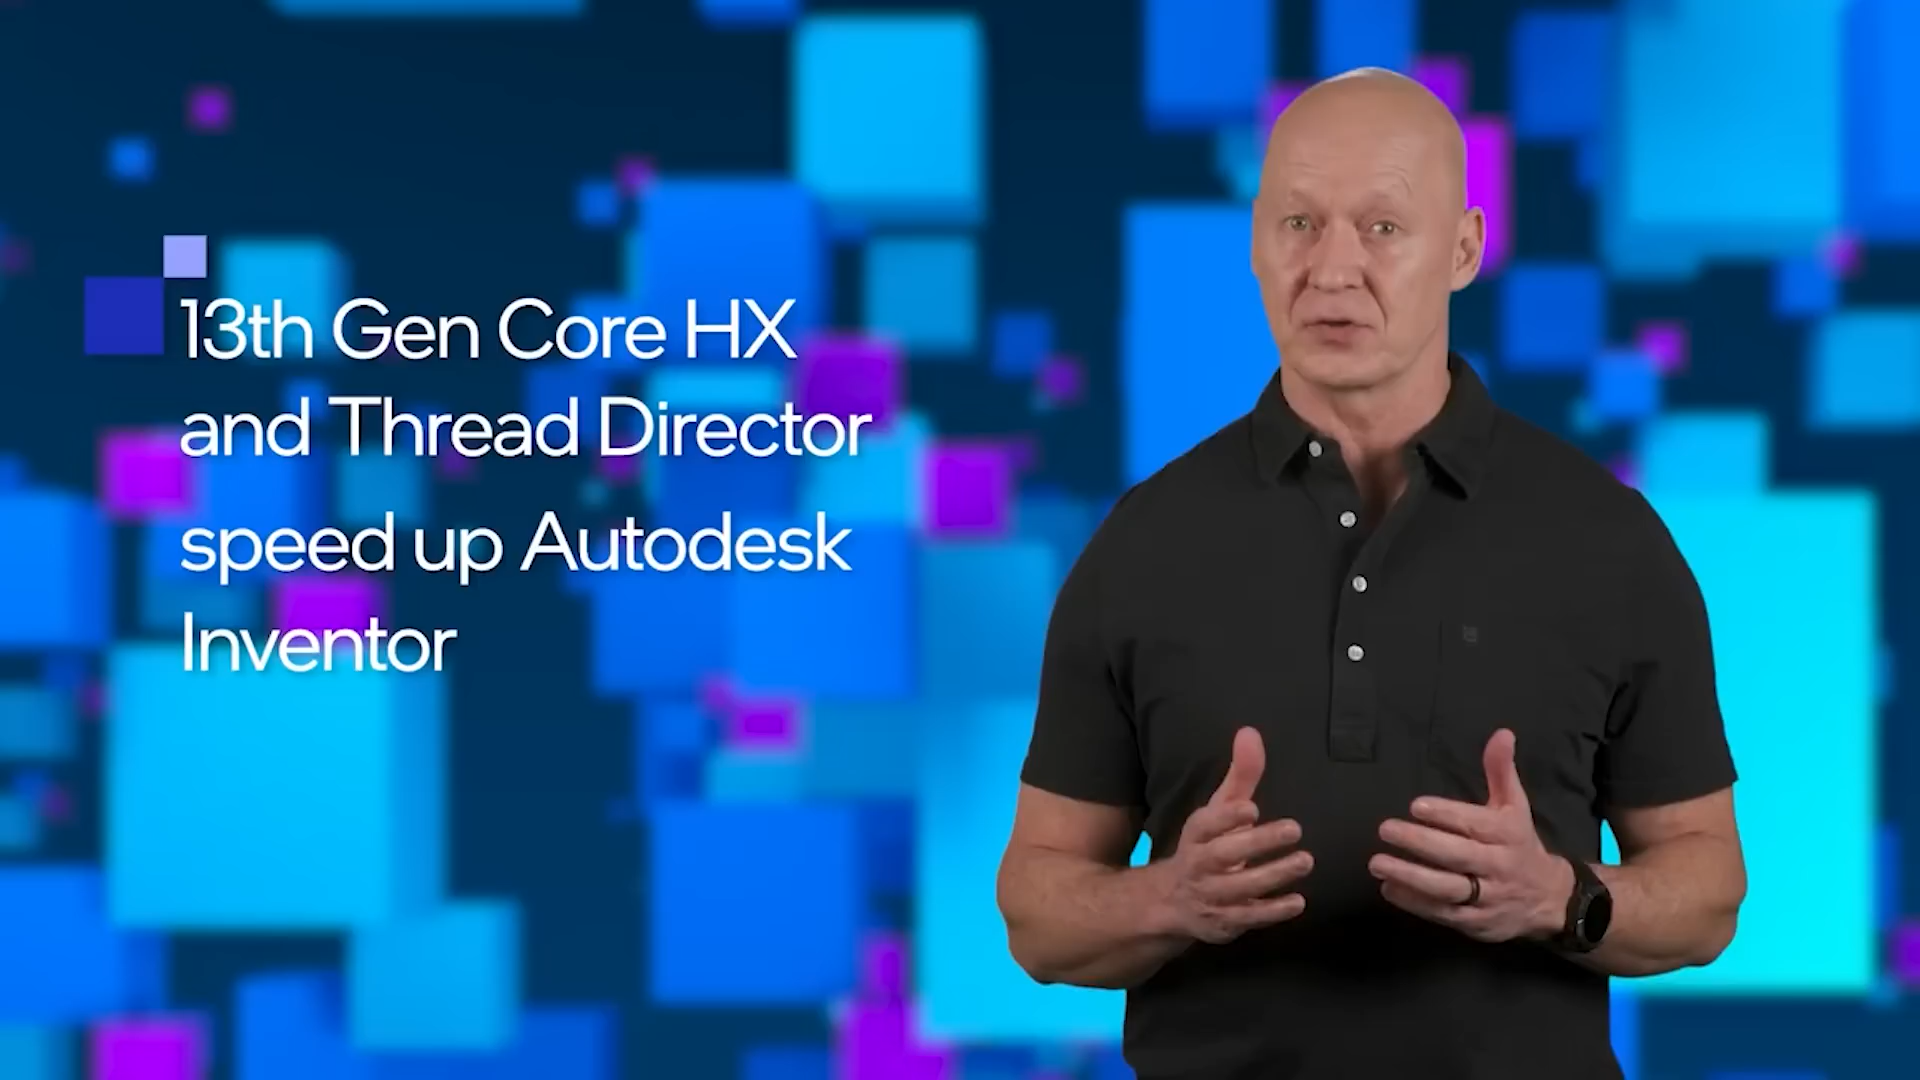 13th Gen Core HX
and Thread Director
speed up Autodesk
Inventor